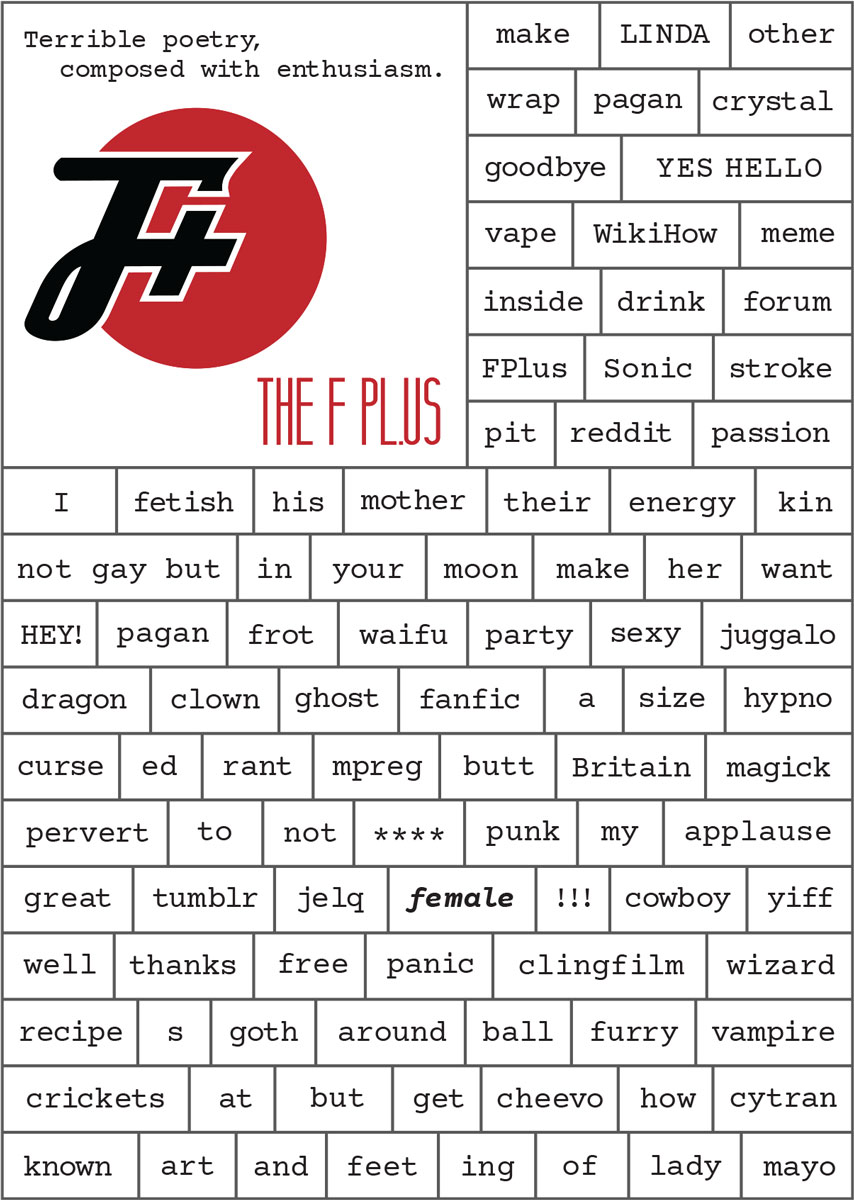 Terrible poetry,
composed with enthusiasm.
F+
THE F PLUS
make LINDA other
wrap pagan crystal
goodbye YES HELLO
vape WikiHow meme
inside drink forum
FPlus Sonic stroke
pit reddit passion
I fetish his mother their energy kin
not gay but in your moon make her want
HEY! pagan frot waifu party sexy juggalo
dragon clown ghost fanfic a size hypno
curse ed rant mpreg butt Britain magick
pervert to not **** punk my applause
great tumblr jelq female !!! cowboy yiff
well thanks free panic clingfilm wizard
recipe s goth around ball furry vampire
crickets at but get cheevo how cytran
known art and feet ing of lady mayo